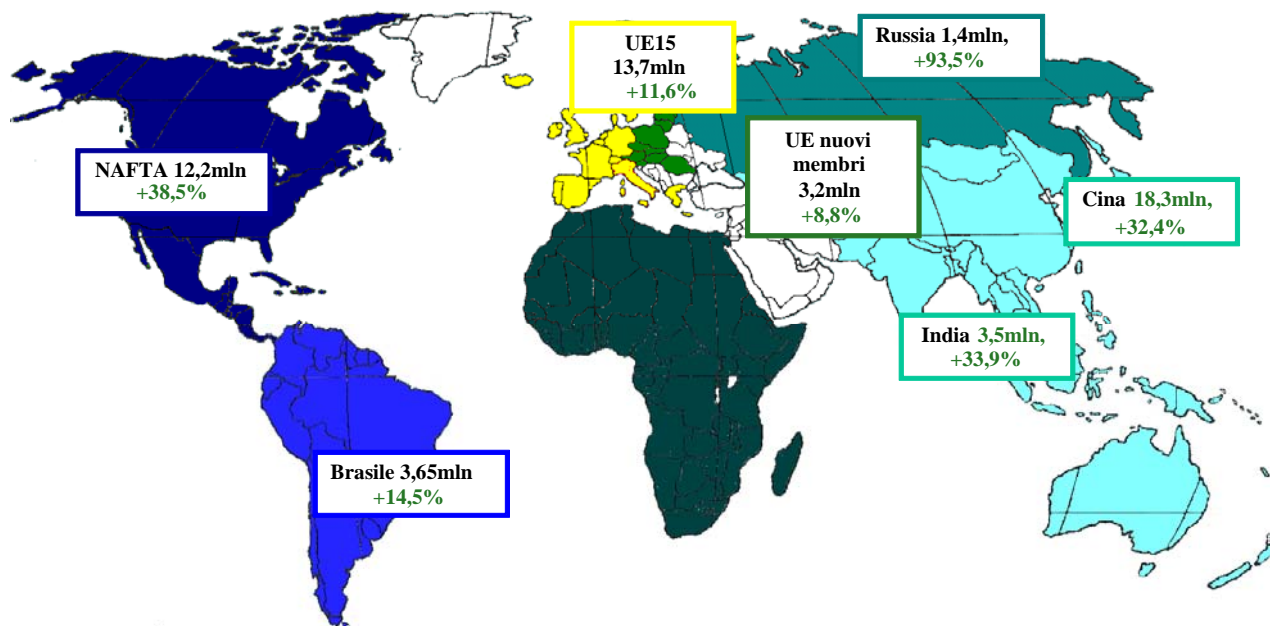 UE15
13,7mln
+11,6%
Russia 1,4mln,
+93,5%
NAFTA 12,2mln
+38,5%
UE nuovi
membri
3,2mln
+8,8%
Cina 18,3mln,
+32,4%
India 3,5mln,
+33,9%
Brasile 3,65mln
+14,5%